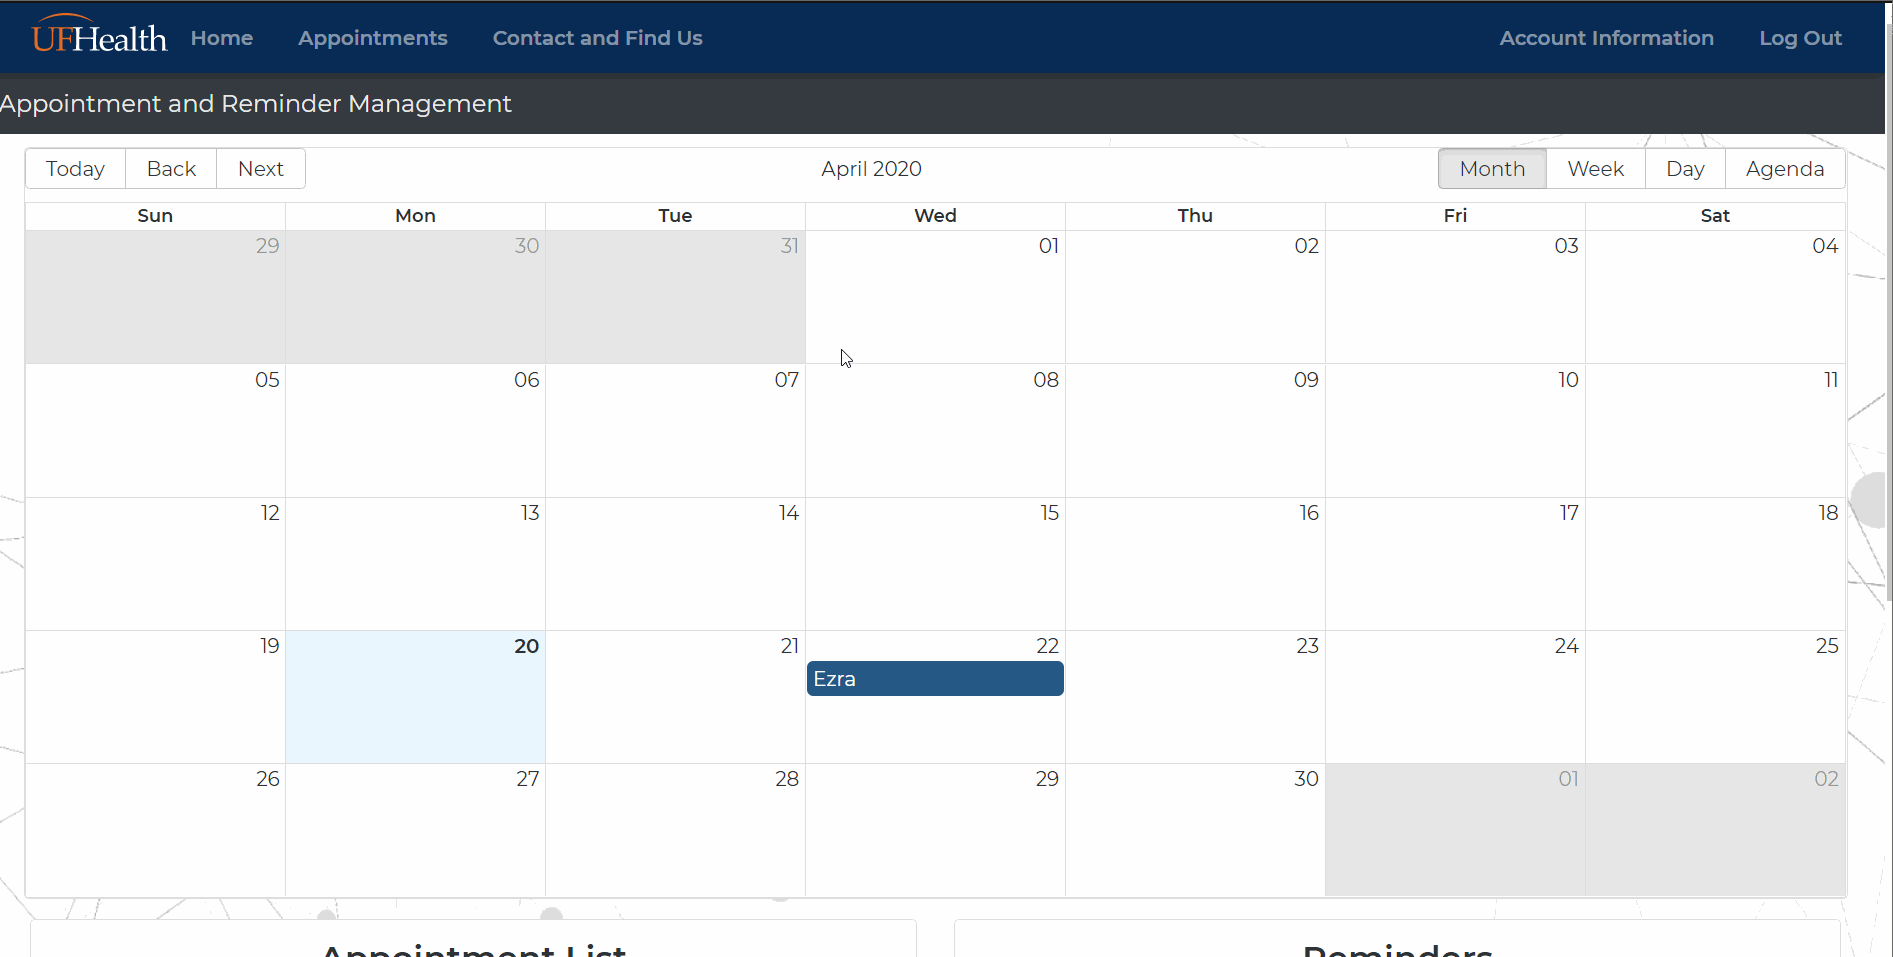 UFHealth Home Appointments Contact and Find Us Account Information Log Out
Appointment and Reminder Management
Today Back Next April 2020 Month Week Day Agenda
Sun Mon Tue Wed Thu Fri Sat
29 30 31 01 02 03 04
05 06 07 08 09 10 11
12 13 14 15 16 17 18
19 20 21 22 23 24 25
Ezra
26 27 28 29 30 01 02
Appointment List Reminders